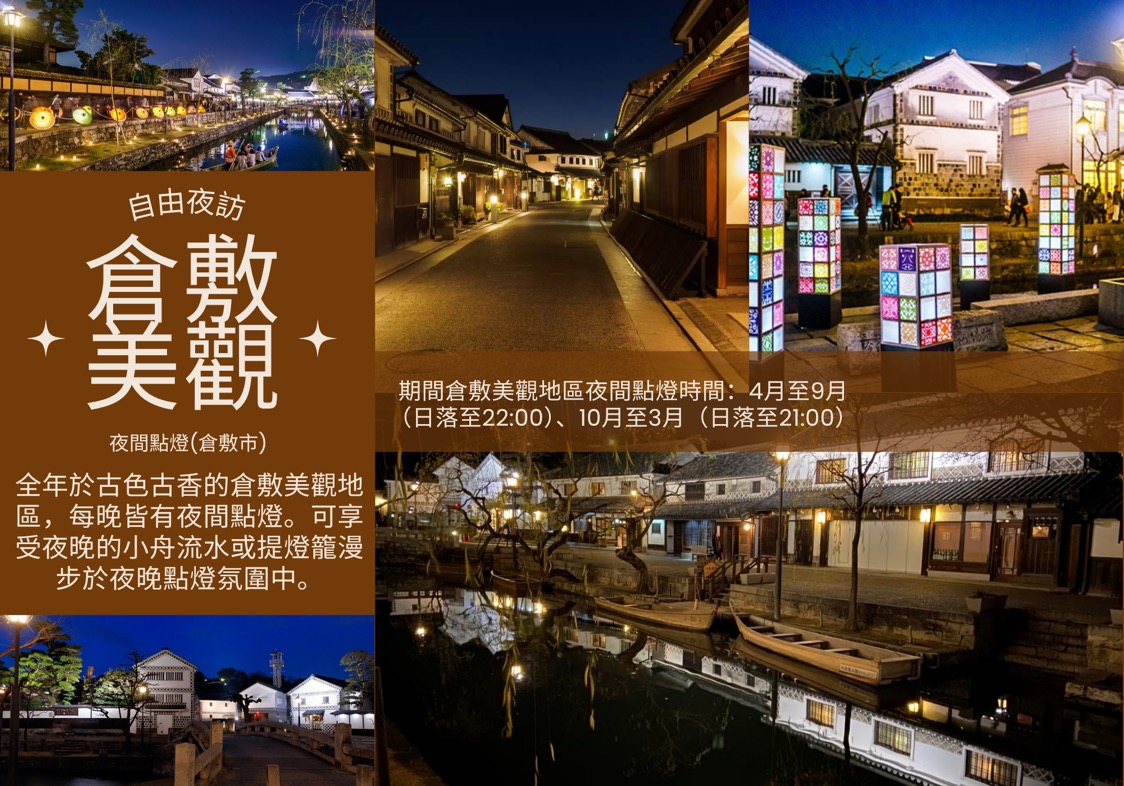 自由夜訪
倉敷
美觀
夜間點燈(倉敷市)
全年於古色古香的倉敷美觀地
區，每晚皆有夜間點燈。可享
受夜晚的小舟流水或提燈籠漫
步於夜晚點燈氛圍中。
期間倉敷美觀地區夜間點燈時間：4月至9月
（日落至22:00）、10月至3月（日落至21:00）